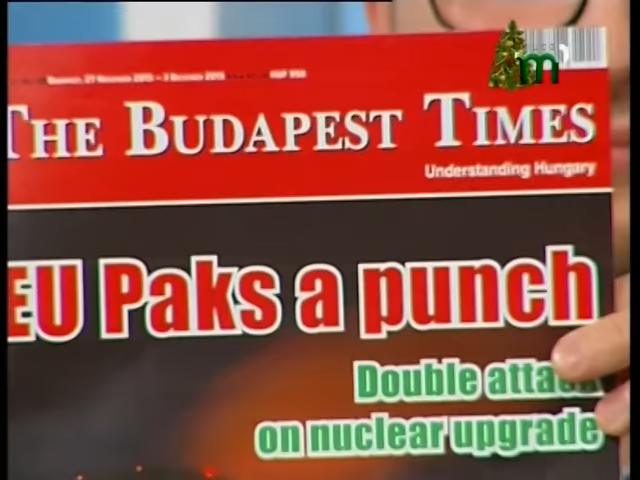 THE BUDAPEST TIMES
Understanding Hungary
EU Paks a punch
Double attack
on nuclear upgrade
m